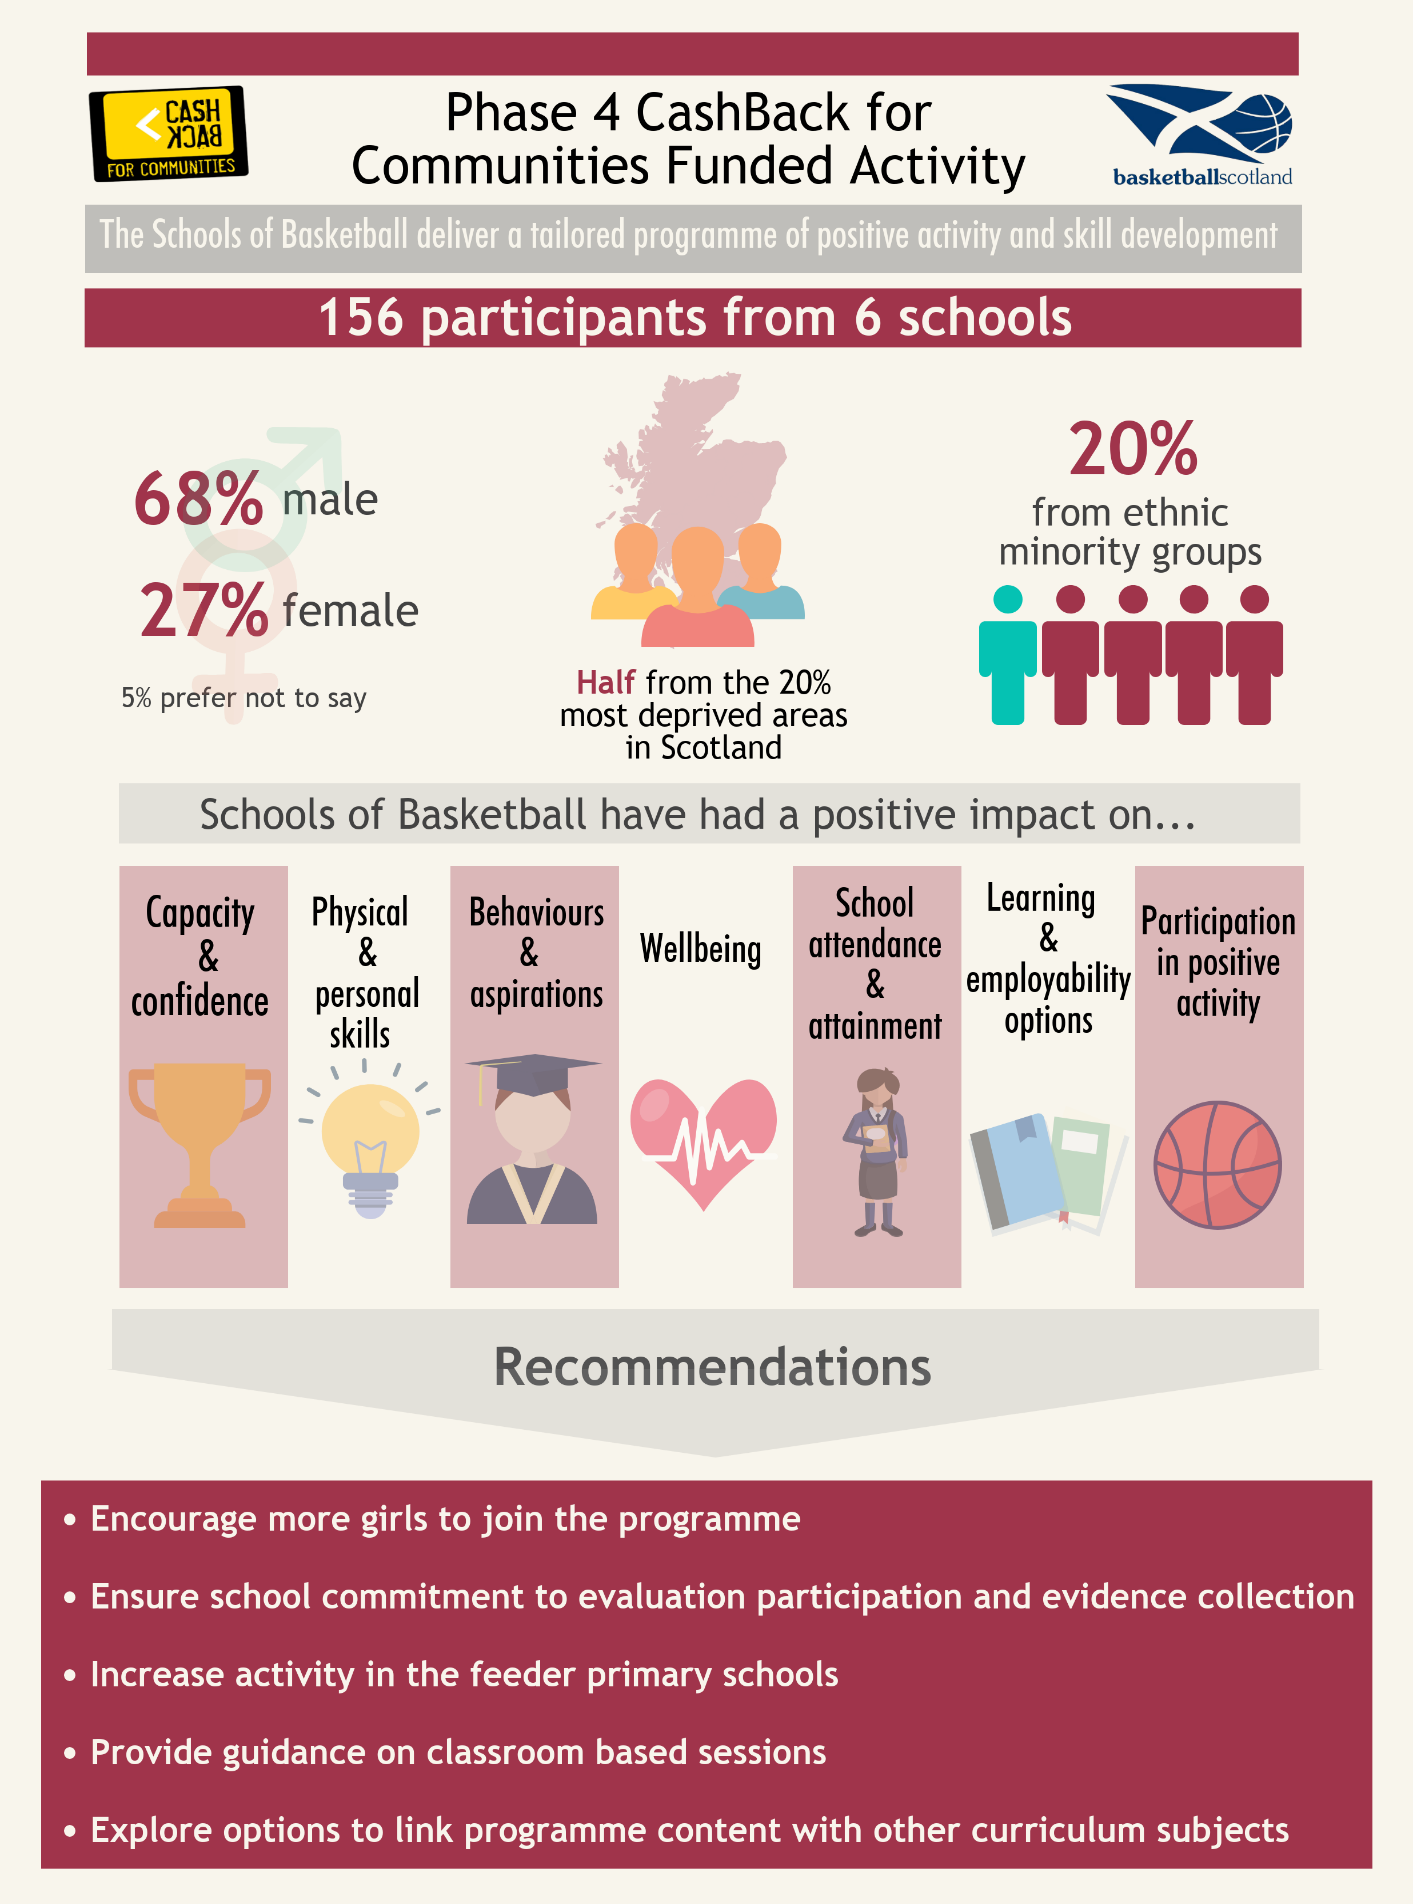 CASH
BACK
FOR COMMUNITIES
Phase 4 CashBack for
Communities Funded Activity
basketballscotland
The Schools of Basketball deliver a tailored programme of positive activity and skill development
156 participants from 6 schools
68% male
27% female
5% prefer not to say
Half from the 20%
most deprived areas
in Scotland
20%
from ethnic
minority groups
Schools of Basketball have had a positive impact on...
Capacity
&
confidence
Physical
&
personal
skills
Behaviours
&
aspirations
Wellbeing
School
attendance
&
attainment
Learning
&
employability
options
Participation
in positive
activity
Recommendations
• Encourage more girls to join the programme
• Ensure school commitment to evaluation participation and evidence collection
• Increase activity in the feeder primary schools
• Provide guidance on classroom based sessions
• Explore options to link programme content with other curriculum subjects